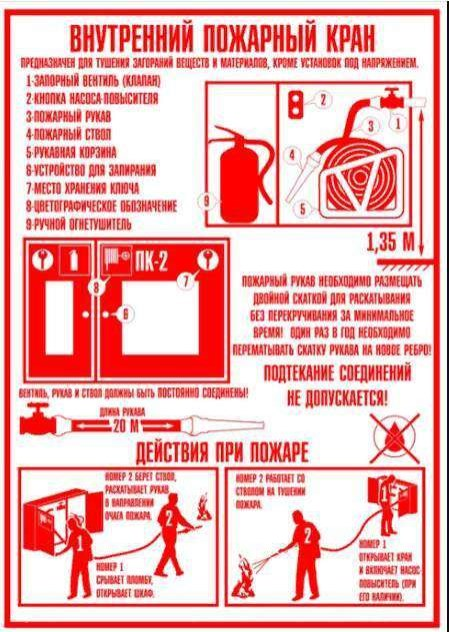 ВНУТРЕННИЙ ПОЖАРНЫЙ КРАН
ПРЕДНАЗНАЧЕН ДЛЯ ТУШЕНИЯ ЗАГОРАНИЙ ВЕЩЕСТВ И МАТЕРИАЛОВ, КРОМЕ УСТАНОВОК ПОД НАПРЯЖЕНИЕМ.
1-ЗАПОРНЫЙ ВЕНТИЛЬ (КЛАПАН)
2-КНОПКА НАСОСА-ПОВЫСИТЕЛЯ
3-ПОЖАРНЫЙ РУКАВ
4-ПОЖАРНЫЙ СТВОЛ
5-РУКАВНАЯ КОРЗИНА
6-УСТРОЙСТВО ДЛЯ ЗАПИРАНИЯ
7-МЕСТО ХРАНЕНИЯ КЛЮЧА
8-ЦВЕТОГРАФИЧЕСКОЕ ОБОЗНАЧЕНИЕ
9-РУЧНОЙ ОГНЕТУШИТЕЛЬ
2
1
3
4
9
5
1,35 М
ПК-2
8
7
6
ПОЖАРНЫЙ РУКАВ НЕОБХОДИМО РАЗМЕЩАТЬ
ДВОЙНОЙ СКАТКОЙ ДЛЯ РАСКАТЫВАНИЯ
БЕЗ ПЕРЕКРУЧИВАНИЯ ЗА МИНИМАЛЬНОЕ
ВРЕМЯ! ОДИН РАЗ В ГОД НЕОБХОДИМО
ПЕРЕМАТЫВАТЬ СКАТКУ РУКАВА НА НОВОЕ РЕБРО!
ПОДТЕКАНИЕ СОЕДИНЕНИЙ
НЕ ДОПУСКАЕТСЯ!
ВЕНТИЛЬ, РУКАВ И СТВОЛ ДОЛЖНЫ БЫТЬ ПОСТОЯННО СОЕДИНЕНЫ!
ДЛИНА РУКАВА
20 М
ДЕЙСТВИЯ ПРИ ПОЖАРЕ
НОМЕР 2 БЕРЕТ СТВОЛ,
РАСКАТЫВАЕТ РУКАВ
В НАПРАВЛЕНИИ
ОЧАГА ПОЖАРА.
1
2
НОМЕР 1
СРЫВАЕТ ПЛОМБУ,
ОТКРЫВАЕТ ШКАФ.
НОМЕР 2 РАБОТАЕТ СО
СТВОЛОМ НА ТУШЕНИИ
ПОЖАРА.
2
1
НОМЕР 1
ОТКРЫВАЕТ КРАН
И ВКЛЮЧАЕТ НАСОС-
ПОВЫСИТЕЛЬ (ПРИ
ЕГО НАЛИЧИИ).